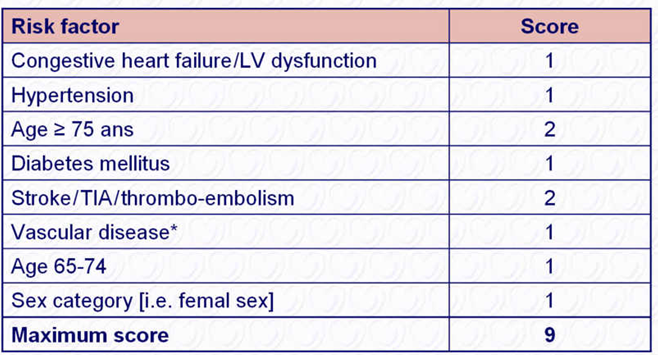 Risk factor Score
Congestive heart failure/LV dysfunction 1
Hypertension 1
Age ≥ 75 ans 2
Diabetes mellitus 1
Stroke/TIA/thrombo-embolism 2
Vascular disease* 1
Age 65-74 1
Sex category [i.e. femal sex] 1
Maximum score 9